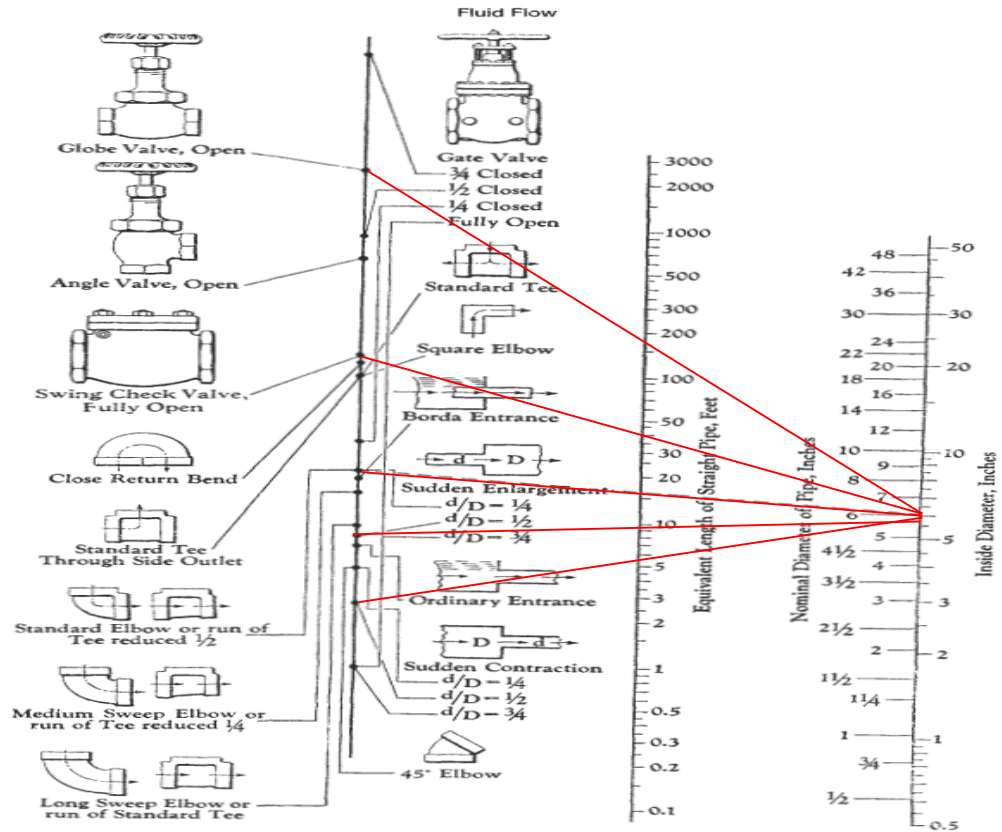 Fluid Flow
Globe Valve, Open
Angle Valve, Open
Swing Check Valve,
Fully Open
Close Return Bend
Standard Tee
Through Side Outlet
Standard Elbow or run of
Tee reduced ½
Medium Sweep Elbow or
run of Tee reduced ¼
Long Sweep Elbow or
run of Standard Tee
Gate Valve
¾ Closed
½ Closed
¼ Closed
Fully Open
Standard Tee
Square Elbow
Borda Entrance
d D
Sudden Enlargement
d/D = ¼
d/D = ½
d/D = ¾
Ordinary Entrance
D d
Sudden Contraction
d/D = ¼
d/D = ½
d/D = ¾
45° Elbow
3000
2000
1000
500
300
200
100
50
30
20
10
5
3
2
1
0.5
0.3
0.2
0.1
Equivalent Length of Straight Pipe, Feet
Nominal Diameter of Pipe, Inches
48
42
36
30
24
22
20
18
16
14
12
10
9
8
7
6
5
4½
4
3½
3
2½
2
1½
1¼
1
¾
½
50
30
20
10
5
3
2
1
0.5
Inside Diameter, Inches